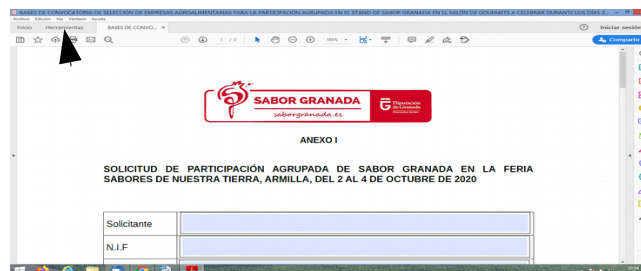 BASES DE CONVOCATORIA DE SELECCIÓN DE EMPRESAS AGROALIMENTARIAS PARA LA PARTICIPACIÓN AGRUPADA EN EL STAND DE SABOR GRANADA EN EL SALÓN DE GOURMETS A CELEBRAR DURANTE LOS DÍAS 2...
Archivo Edición Ver Ventana Ayuda
Inicio Herramientas BASES DE CONVO... × Iniciar sesión
1 / 2 Compartir
SABOR GRANADA
saborgranada.es
Diputación de Granada
ANEXO I
SOLICITUD DE PARTICIPACIÓN AGRUPADA DE SABOR GRANADA EN LA FERIA
SABORES DE NUESTRA TIERRA, ARMILLA, DEL 2 AL 4 DE OCTUBRE DE 2020
Solicitante
N.I.F